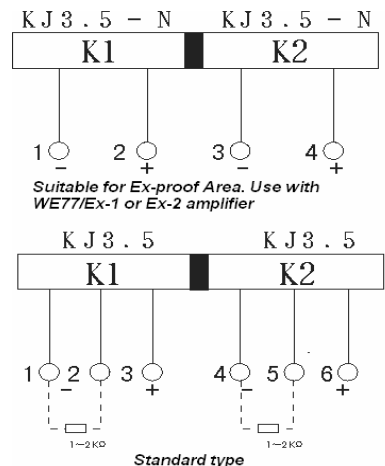 KJ3.5-N KJ3.5-N
K1 K2
1 2 3 4
- + - +
Suitable for Ex-proof Area. Use with
WE77/Ex-1 or Ex-2 amplifier
KJ3.5 KJ3.5
K1 K2
1 2 3 4 5 6
- + - +
1~2KΩ 1~2KΩ
Standard type